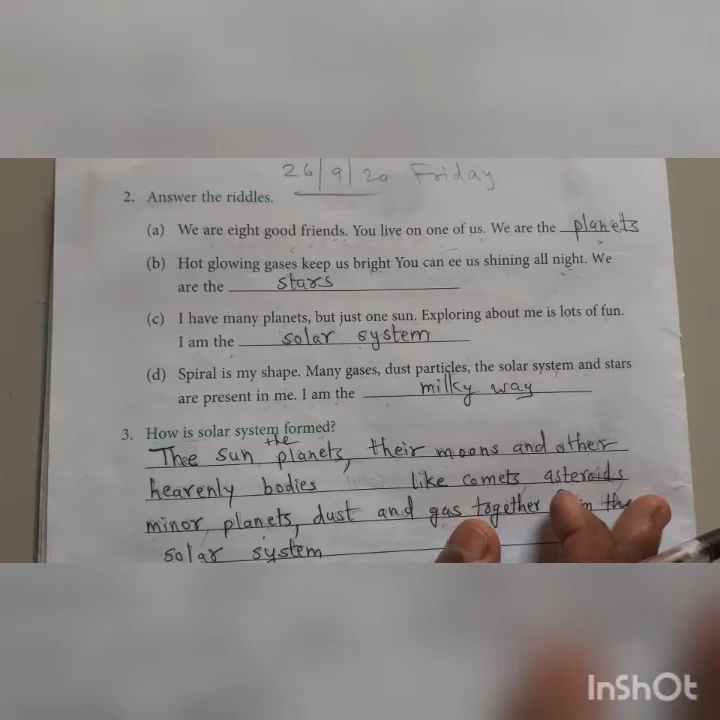 26/9/20 Friday
2. Answer the riddles.
(a) We are eight good friends. You live on one of us. We are the planets
(b) Hot glowing gases keep us bright You can ee us shining all night. We
are the stars
(c) I have many planets, but just one sun. Exploring about me is lots of fun.
I am the solar system
(d) Spiral is my shape. Many gases, dust particles, the solar system and stars
are present in me. I am the milky way
3. How is solar system formed?
Thee sun the planets, their moons and other
heavenly bodies like comets asteroids
minor planets, dust and gas together the
solar system
InShOt